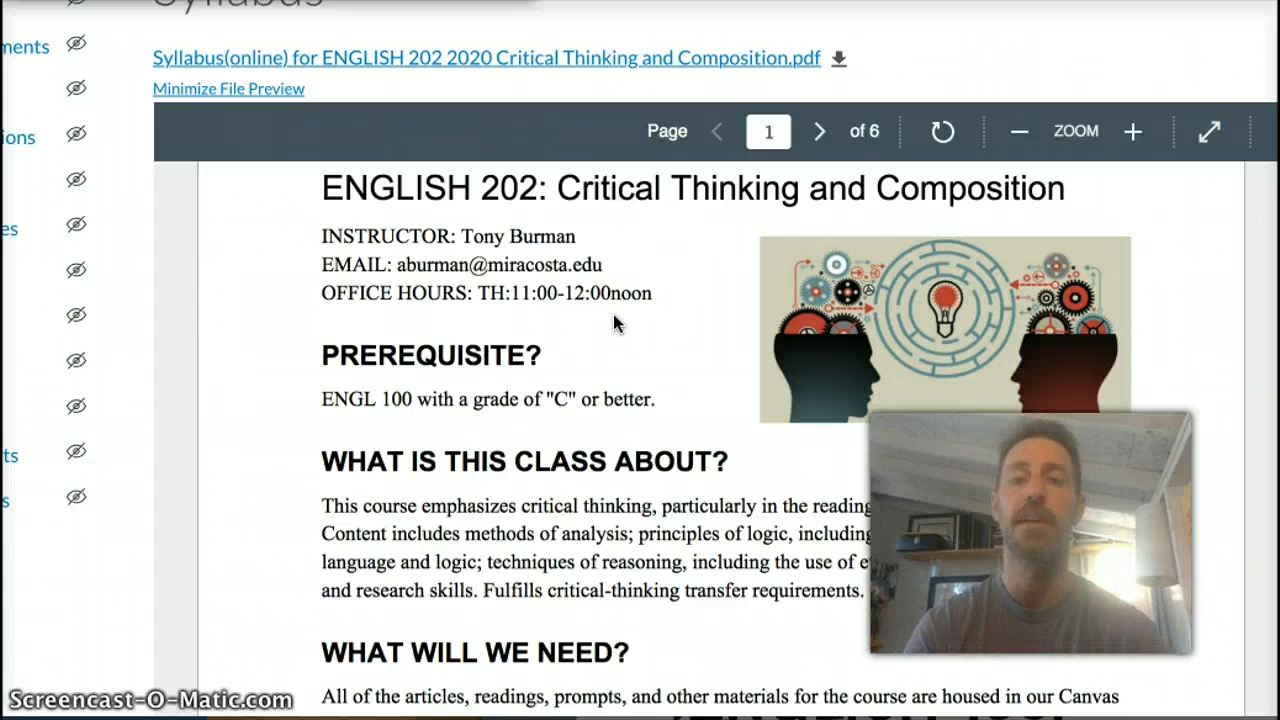 Syllabus
ments
Syllabus(online) for ENGLISH 202 2020 Critical Thinking and Composition.pdf
Minimize File Preview
ions
Page 1 of 6 ZOOM
ENGLISH 202: Critical Thinking and Composition
es
INSTRUCTOR: Tony Burman
EMAIL: aburman@miracosta.edu
OFFICE HOURS: TH:11:00-12:00noon
PREREQUISITE?
ENGL 100 with a grade of "C" or better.
ts
WHAT IS THIS CLASS ABOUT?
s
This course emphasizes critical thinking, particularly in the reading
Content includes methods of analysis; principles of logic, including
language and logic; techniques of reasoning, including the use of
and research skills. Fulfills critical-thinking transfer requirements.
WHAT WILL WE NEED?
All of the articles, readings, prompts, and other materials for the course are housed in our Canvas
Screencast-O-Matic.com